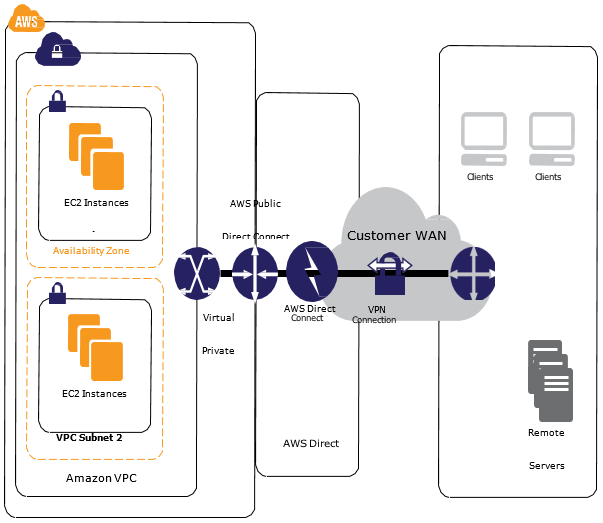 AWS
EC2 Instances
.
Availability Zone
EC2 Instances
VPC Subnet 2
Amazon VPC
AWS Public
Direct Connect
Virtual
Private
AWS Direct
Connect
AWS Direct
Customer WAN
VPN
Connection
Clients
Clients
Remote
Servers